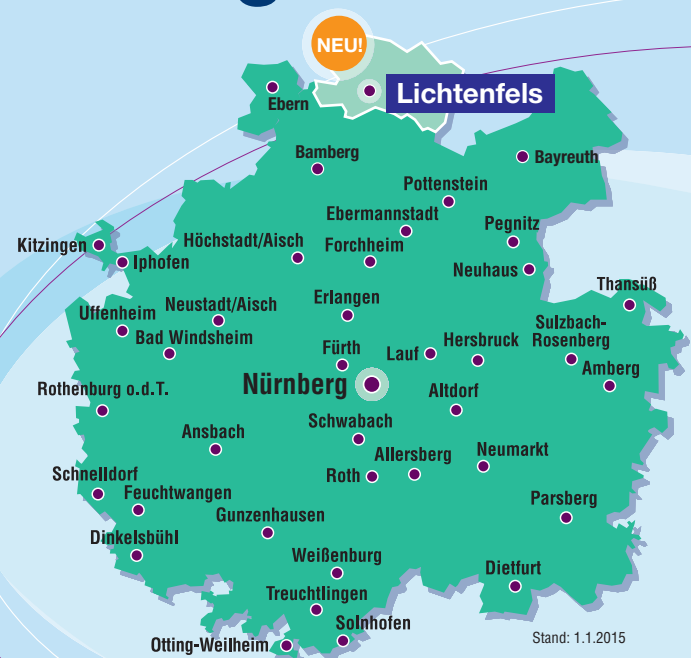 NEU!
Lichtenfels
Ebern
Bamberg
Bayreuth
Pottenstein
Ebermannstadt
Pegnitz
Kitzingen
Höchstadt/Aisch
Forchheim
Iphofen
Neuhaus
Thansüß
Erlangen
Neustadt/Aisch
Uffenheim
Sulzbach-
Rosenberg
Bad Windsheim
Hersbruck
Fürth
Lauf
Amberg
Nürnberg
Rothenburg o.d.T.
Altdorf
Schwabach
Ansbach
Allersberg
Neumarkt
Schnelldorf
Roth
Feuchtwangen
Parsberg
Gunzenhausen
Dinkelsbühl
Weißenburg
Dietfurt
Treuchtlingen
Solnhofen
Otting-Weilheim
Stand: 1.1.2015